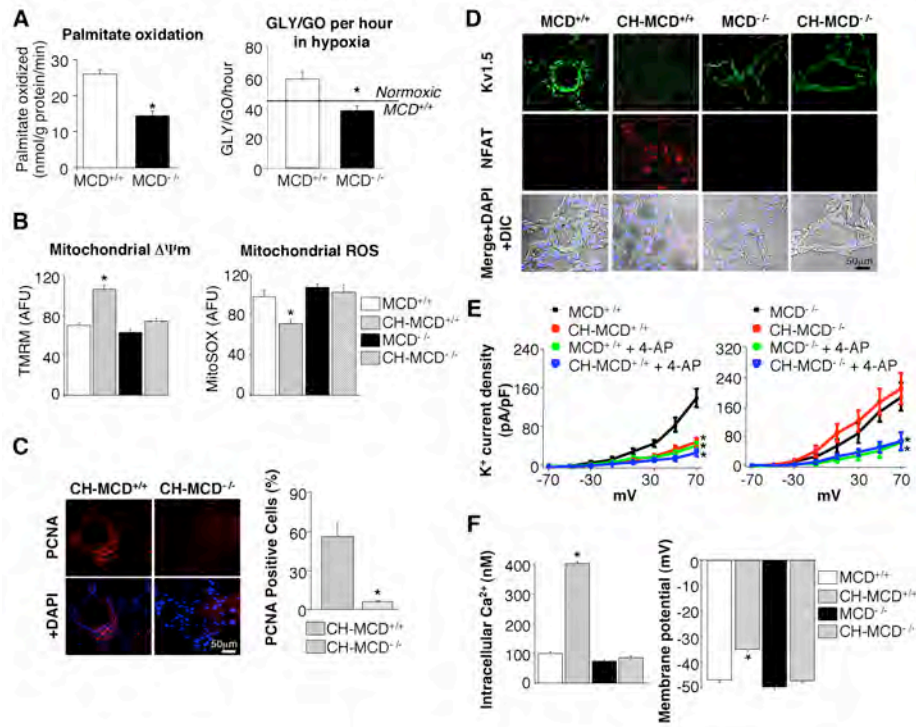 A
Palmitate oxidation
Palmitate oxidized
(nmol/g protein/min)
30
20
10
0
MCD+/+
MCD-/-
*
GLY/GO per hour
in hypoxia
GLY/GO/hour
80
60
40
20
0
*
Normoxic
MCD+/+
MCD+/+
MCD-/-
B
Mitochondrial ΔΨm
TMRM (AFU)
120
80
40
0
*
Mitochondrial ROS
MitoSOX (AFU)
120
80
40
0
*
MCD+/+
CH-MCD+/+
MCD-/-
CH-MCD-/-
C
CH-MCD+/+
CH-MCD-/-
PCNA
+DAPI
50μm
PCNA Positive Cells (%)
90
60
30
0
*
CH-MCD+/+
CH-MCD-/-
D
MCD+/+
CH-MCD+/+
MCD-/-
CH-MCD-/-
Kv1.5
NFAT
Merge+DAPI
+DIC
50μm
E
MCD+/+
CH-MCD+/+
MCD+/+ + 4-AP
CH-MCD+/+ + 4-AP
K+ current density
(pA/pF)
240
160
80
0
-70
-30
30
70
mV
*
*
*
MCD-/-
CH-MCD-/-
MCD-/- + 4-AP
CH-MCD-/- + 4-AP
320
240
160
80
0
-70
-30
30
70
mV
*
*
F
Intracellular Ca2+ (nM)
400
300
200
100
0
*
Membrane potential (mV)
0
-10
-20
-30
-40
-50
*
MCD+/+
CH-MCD+/+
MCD-/-
CH-MCD-/-